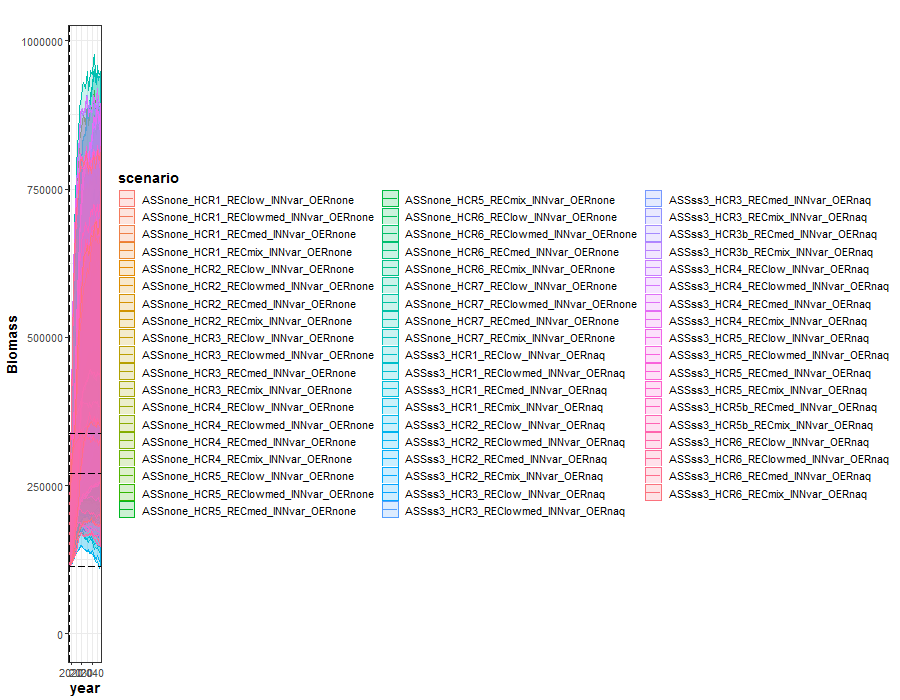 1000000
750000
500000
250000
0
Biomass
year
scenario
ASSnone_HCR1_REClow_INNvar_OERnone
ASSnone_HCR1_REClowmed_INNvar_OERnone
ASSnone_HCR1_RECmed_INNvar_OERnone
ASSnone_HCR1_RECmix_INNvar_OERnone
ASSnone_HCR2_REClow_INNvar_OERnone
ASSnone_HCR2_REClowmed_INNvar_OERnone
ASSnone_HCR2_RECmed_INNvar_OERnone
ASSnone_HCR2_RECmix_INNvar_OERnone
ASSnone_HCR3_REClow_INNvar_OERnone
ASSnone_HCR3_REClowmed_INNvar_OERnone
ASSnone_HCR3_RECmed_INNvar_OERnone
ASSnone_HCR3_RECmix_INNvar_OERnone
ASSnone_HCR4_REClow_INNvar_OERnone
ASSnone_HCR4_REClowmed_INNvar_OERnone
ASSnone_HCR4_RECmed_INNvar_OERnone
ASSnone_HCR4_RECmix_INNvar_OERnone
ASSnone_HCR5_REClow_INNvar_OERnone
ASSnone_HCR5_REClowmed_INNvar_OERnone
ASSnone_HCR5_RECmed_INNvar_OERnone
ASSnone_HCR5_RECmix_INNvar_OERnone
ASSnone_HCR6_REClow_INNvar_OERnone
ASSnone_HCR6_REClowmed_INNvar_OERnone
ASSnone_HCR6_RECmed_INNvar_OERnone
ASSnone_HCR6_RECmix_INNvar_OERnone
ASSnone_HCR7_REClow_INNvar_OERnone
ASSnone_HCR7_REClowmed_INNvar_OERnone
ASSnone_HCR7_RECmed_INNvar_OERnone
ASSnone_HCR7_RECmix_INNvar_OERnone
ASSss3_HCR1_REClow_INNvar_OERnaq
ASSss3_HCR1_REClowmed_INNvar_OERnaq
ASSss3_HCR1_RECmed_INNvar_OERnaq
ASSss3_HCR1_RECmix_INNvar_OERnaq
ASSss3_HCR2_REClow_INNvar_OERnaq
ASSss3_HCR2_REClowmed_INNvar_OERnaq
ASSss3_HCR2_RECmed_INNvar_OERnaq
ASSss3_HCR2_RECmix_INNvar_OERnaq
ASSss3_HCR3_REClow_INNvar_OERnaq
ASSss3_HCR3_REClowmed_INNvar_OERnaq
ASSss3_HCR3_RECmed_INNvar_OERnaq
ASSss3_HCR3_RECmix_INNvar_OERnaq
ASSss3_HCR3b_RECmed_INNvar_OERnaq
ASSss3_HCR3b_RECmix_INNvar_OERnaq
ASSss3_HCR4_REClow_INNvar_OERnaq
ASSss3_HCR4_REClowmed_INNvar_OERnaq
ASSss3_HCR4_RECmed_INNvar_OERnaq
ASSss3_HCR4_RECmix_INNvar_OERnaq
ASSss3_HCR5_REClow_INNvar_OERnaq
ASSss3_HCR5_REClowmed_INNvar_OERnaq
ASSss3_HCR5_RECmed_INNvar_OERnaq
ASSss3_HCR5_RECmix_INNvar_OERnaq
ASSss3_HCR5b_RECmed_INNvar_OERnaq
ASSss3_HCR5b_RECmix_INNvar_OERnaq
ASSss3_HCR6_REClow_INNvar_OERnaq
ASSss3_HCR6_REClowmed_INNvar_OERnaq
ASSss3_HCR6_RECmed_INNvar_OERnaq
ASSss3_HCR6_RECmix_INNvar_OERnaq